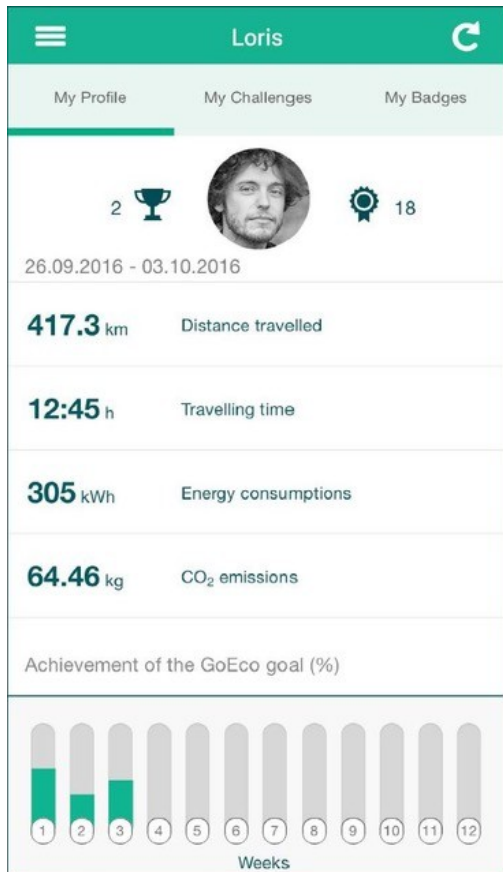 Loris
My Profile My Challenges My Badges
2 18
26.09.2016 - 03.10.2016
417.3 km Distance travelled
12:45 h Travelling time
305 kWh Energy consumptions
64.46 kg CO₂ emissions
Achievement of the GoEco goal (%)
1 2 3 4 5 6 7 8 9 10 11 12
Weeks